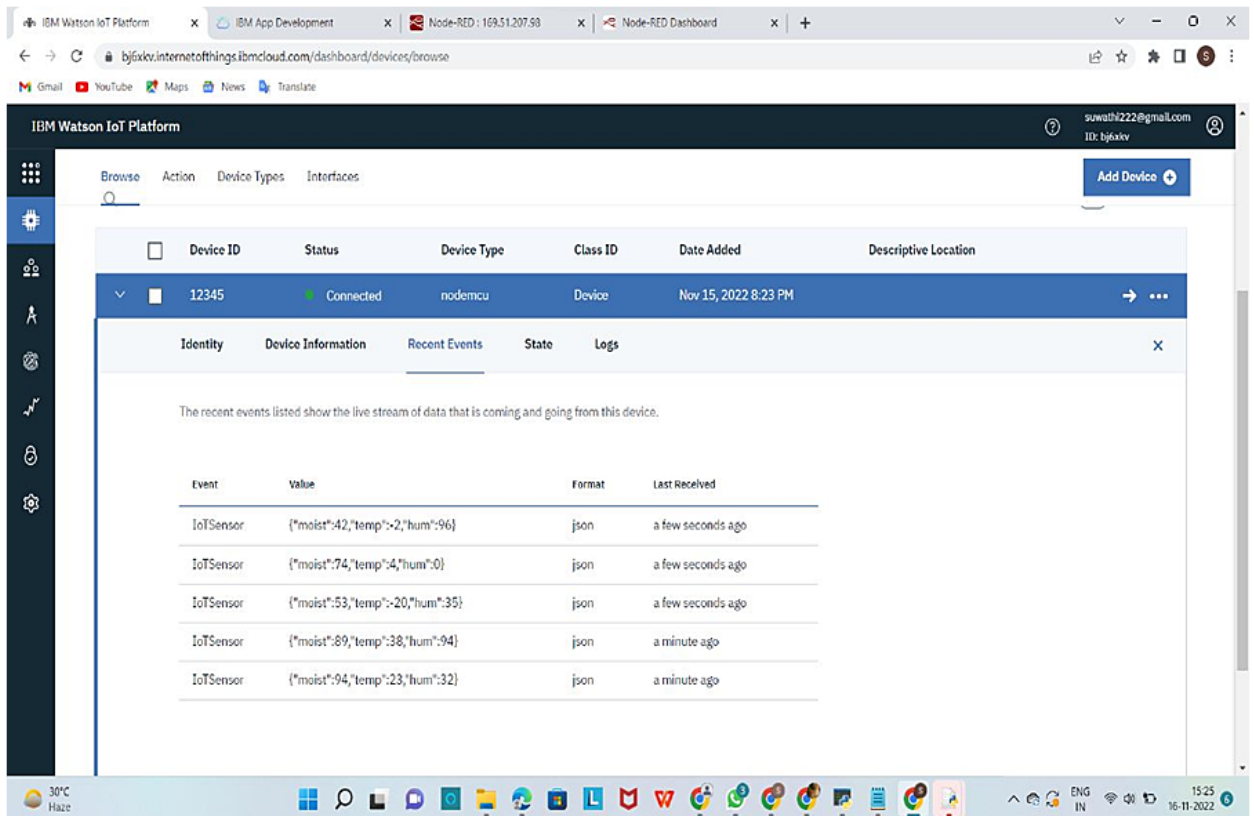 IBM Watson IoT Platform IBM App Development Node-RED : 169.51.207.98 Node-RED Dashboard
bj6xkv.internetofthings.ibmcloud.com/dashboard/devices/browse S
Gmail YouTube Maps News Translate
IBM Watson IoT Platform
suwathi222@gmail.com
ID: bj6xkv
Browse Action Device Types Interfaces Add Device
Device ID Status Device Type Class ID Date Added Descriptive Location
12345 Connected nodemcu Device Nov 15, 2022 8:23 PM
Identity Device Information Recent Events State Logs
The recent events listed show the live stream of data that is coming and going from this device.
Event Value Format Last Received
IoTSensor {"moist":42,"temp":-2,"hum":96} json a few seconds ago
IoTSensor {"moist":74,"temp":4,"hum":0} json a few seconds ago
IoTSensor {"moist":53,"temp":-20,"hum":35} json a few seconds ago
IoTSensor {"moist":89,"temp":38,"hum":94} json a minute ago
IoTSensor {"moist":94,"temp":23,"hum":32} json a minute ago
30°C
Haze
ENG
IN
15:25
16-11-2022
6